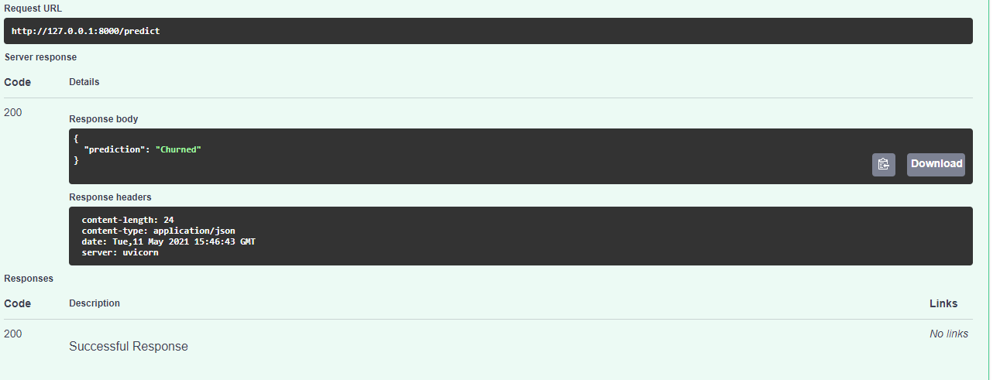 Request URL
http://127.0.0.1:8000/predict
Server response
Code Details
200
Response body
{
"prediction": "Churned"
}
Download
Response headers
content-length: 24
content-type: application/json
date: Tue,11 May 2021 15:46:43 GMT
server: uvicorn
Responses
Code Description Links
200 No links
Successful Response